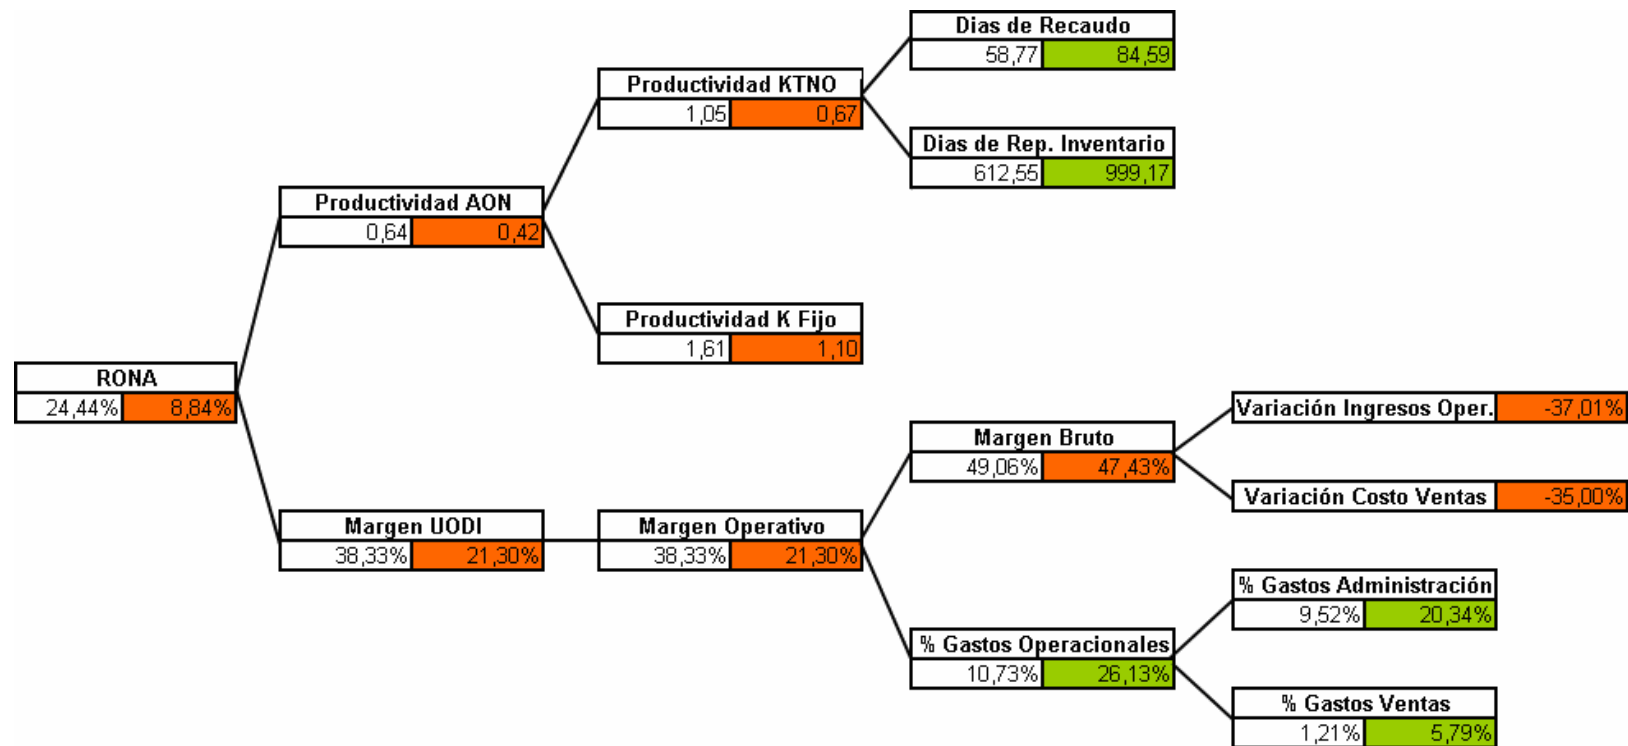 Dias de Recaudo
58,77 84,59
Productividad KTNO
1,05 0,67
Dias de Rep. Inventario
612,55 999,17
Productividad AON
0,64 0,42
Productividad K Fijo
1,61 1,10
RONA
24,44% 8,84%
Variación Ingresos Oper. -37,01%
Margen Bruto
49,06% 47,43%
Variación Costo Ventas -35,00%
Margen UODI
38,33% 21,30%
Margen Operativo
38,33% 21,30%
% Gastos Administración
9,52% 20,34%
% Gastos Operacionales
10,73% 26,13%
% Gastos Ventas
1,21% 5,79%